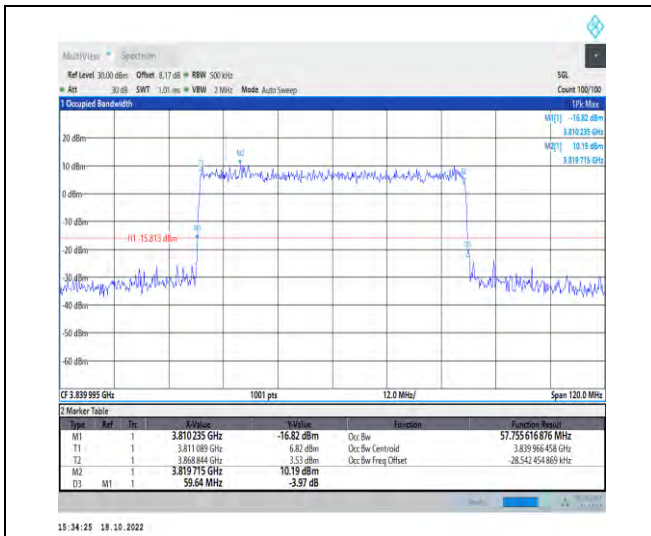 MultiView Spectrum
Ref Level 30.00 dBm Offset 8.17 dB RBW 500 kHz SGL
Att 30 dB SWT 1.01 ms VBW 2 MHz Mode Auto Sweep Count 100/100
1 Occupied Bandwidth 1Pk Max
M1[1] -16.82 dBm
3.810 235 GHz
M2[1] 10.19 dBm
3.819 715 GHz
20 dBm
M2
T1
10 dBm
0 dBm
-10 dBm
M1
H1 -15.813 dBm
-20 dBm
D3
-30 dBm
-40 dBm
-50 dBm
-60 dBm
CF 3.839 995 GHz 1001 pts 12.0 MHz/ Span 120.0 MHz
2 Marker Table
Type Ref Trc X-Value Y-Value Function Function Result
M1 1 3.810 235 GHz -16.82 dBm Occ Bw 57.755 616 876 MHz
T1 1 3.811 089 GHz 6.82 dBm Occ Bw Centroid 3.839 966 458 GHz
T2 1 3.868 844 GHz 3.53 dBm Occ Bw Freq Offset -28.542 454 869 kHz
M2 1 3.819 715 GHz 10.19 dBm
D3 M1 1 59.64 MHz -3.97 dB
15:34:25 18.10.2022